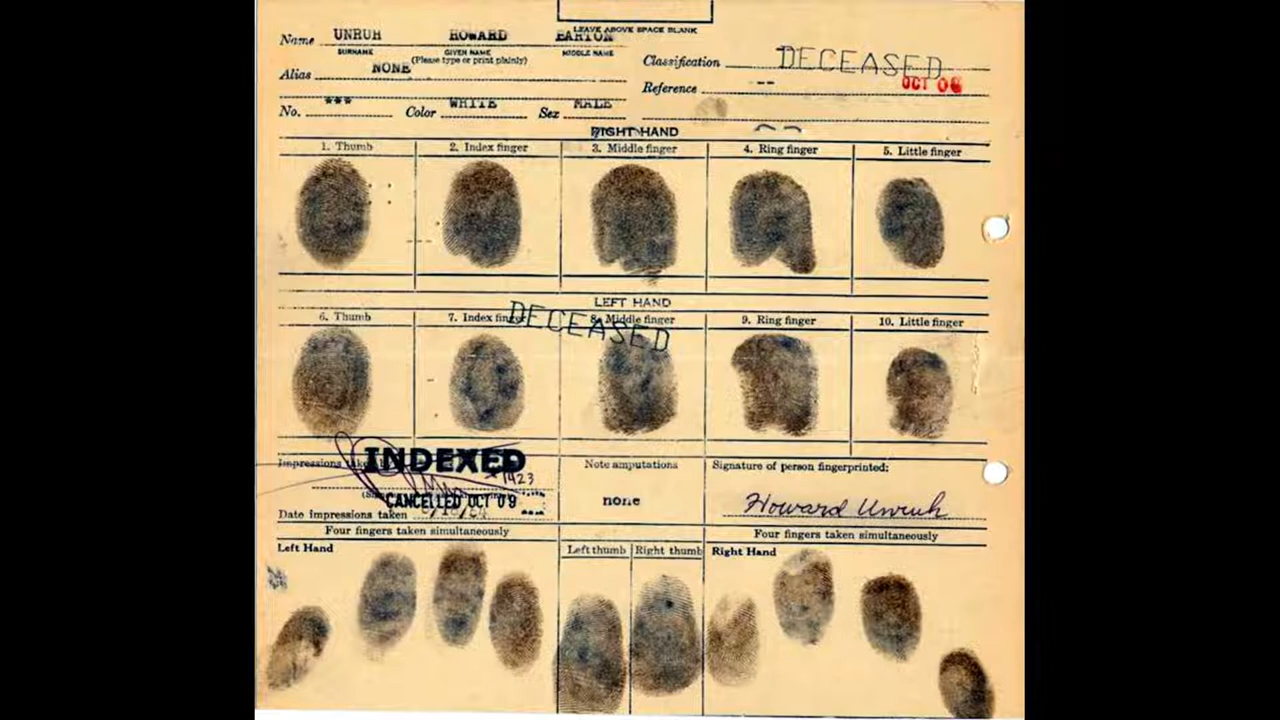 LEAVE ABOVE SPACE BLANK
Name UNRUH HOWARD BARTON
SURNAME GIVEN NAME MIDDLE NAME
(Please type or print plainly)
Classification DECEASED
Alias NONE
Reference -- OCT 06
No. *** Color WHITE Sex MALE
RIGHT HAND
1. Thumb 2. Index finger 3. Middle finger 4. Ring finger 5. Little finger
LEFT HAND
DECEASED
6. Thumb 7. Index finger 8. Middle finger 9. Ring finger 10. Little finger
Impressions
INDEXED
Note amputations
Signature of person fingerprinted:
1423
CANCELLED OCT 09
none
Howard Unruh
Date impressions taken
Four fingers taken simultaneously
Four fingers taken simultaneously
Left Hand
Left thumb Right thumb
Right Hand